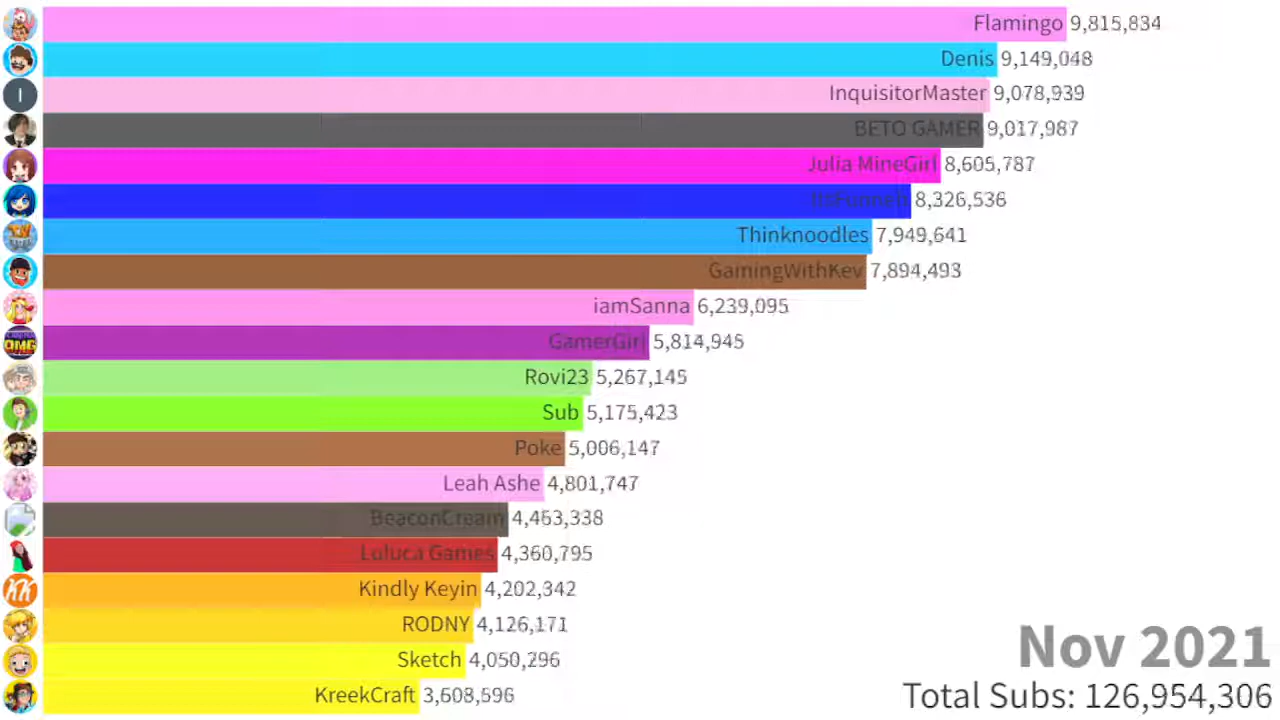 Flamingo 9,815,834
Denis 9,149,048
I
InquisitorMaster 9,078,939
BETO GAMER 9,017,987
Julia MineGirl 8,605,787
ItsFunneh 8,326,536
Thinknoodles 7,949,641
GamingWithKev 7,894,493
iamSanna 6,239,095
OMG
GamerGirl 5,814,945
Rovi23 5,267,145
Sub 5,175,423
Poke 5,006,147
Leah Ashe 4,801,747
BeaconCream 4,463,338
Luluca Games 4,360,795
KK
Kindly Keyin 4,202,342
RODNY 4,126,171
Sketch 4,050,296
KreekCraft 3,608,596
Nov 2021
Total Subs: 126,954,306